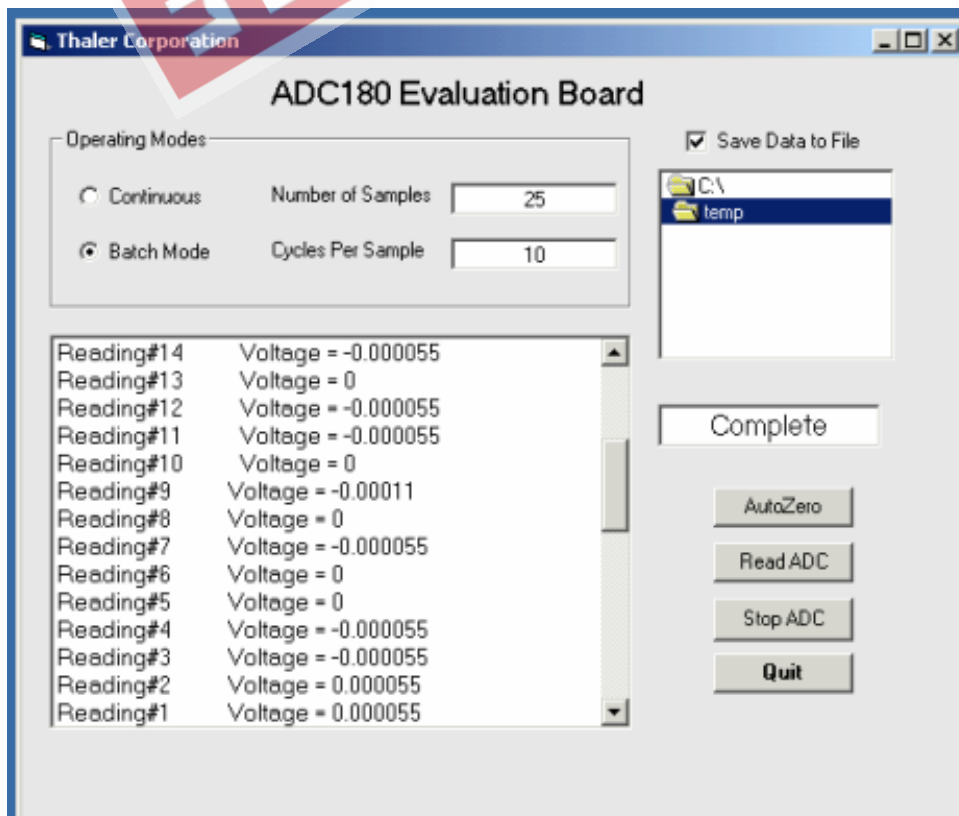 Thaler Corporation
ADC180 Evaluation Board
Operating Modes
Continuous
Number of Samples
25
Batch Mode
Cycles Per Sample
10
Save Data to File
C:\
temp
Reading#14 Voltage = -0.000055
Reading#13 Voltage = 0
Reading#12 Voltage = -0.000055
Reading#11 Voltage = -0.000055
Reading#10 Voltage = 0
Reading#9 Voltage = -0.00011
Reading#8 Voltage = 0
Reading#7 Voltage = -0.000055
Reading#6 Voltage = 0
Reading#5 Voltage = 0
Reading#4 Voltage = -0.000055
Reading#3 Voltage = -0.000055
Reading#2 Voltage = 0.000055
Reading#1 Voltage = 0.000055
Complete
AutoZero
Read ADC
Stop ADC
Quit